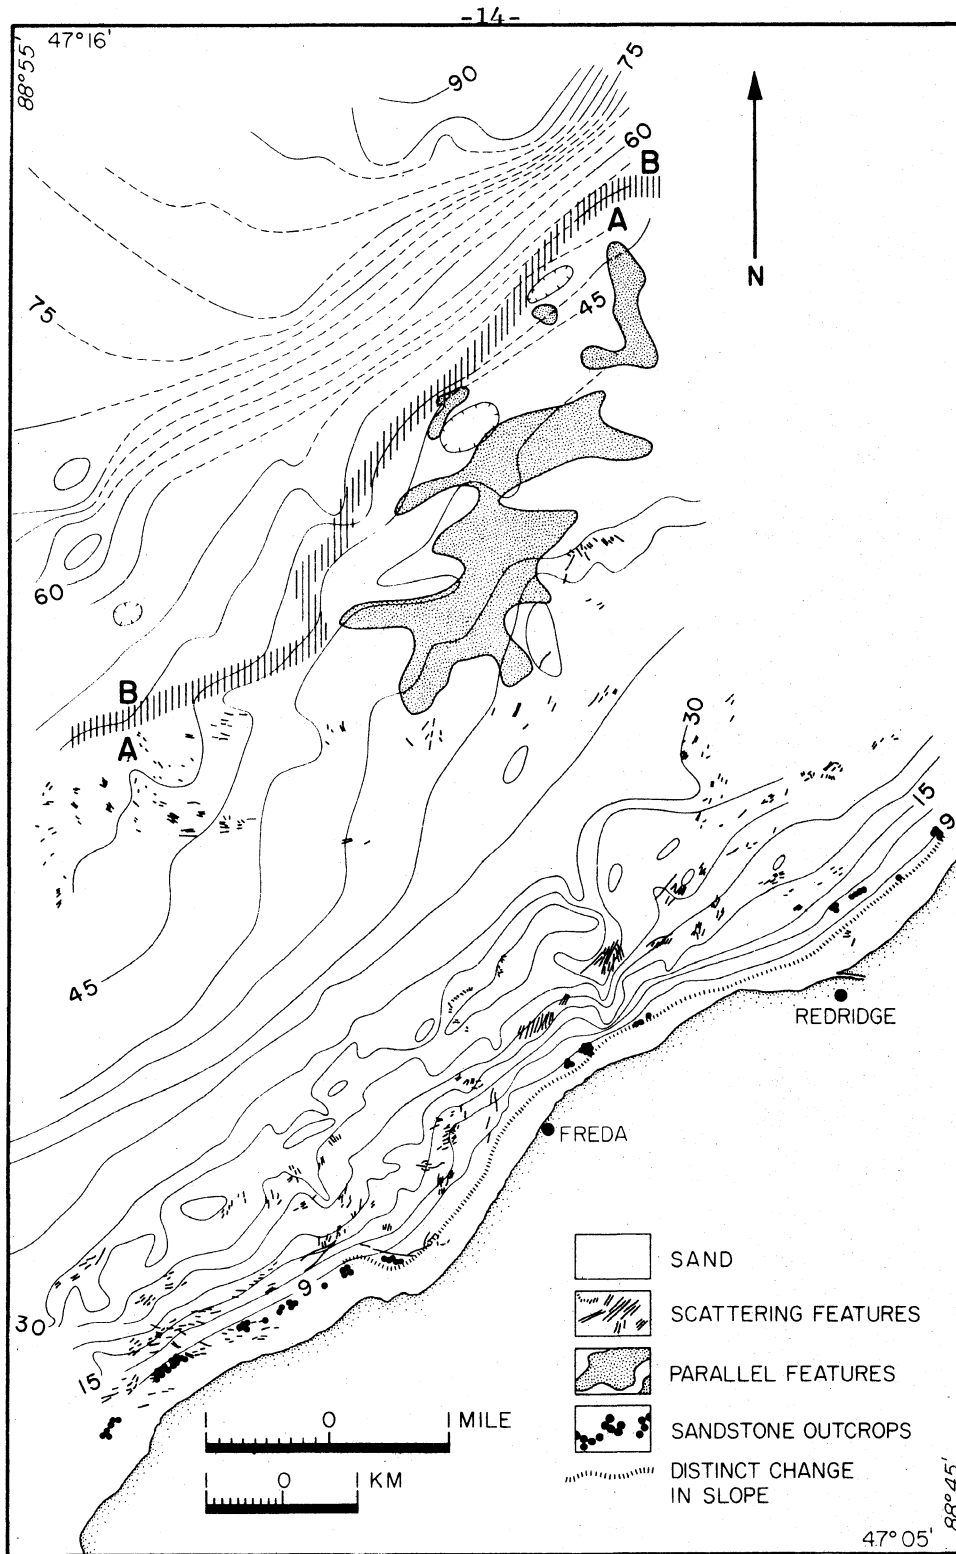 -14-
47°16'
88°55'
90
75
60
B
A
N
75
45
60
B
A
30
15
9
45
REDRIDGE
FREDA
SAND
30
9
SCATTERING FEATURES
15
PARALLEL FEATURES
0 1 MILE
SANDSTONE OUTCROPS
0 1 KM
DISTINCT CHANGE
IN SLOPE
88°45'
47°05'